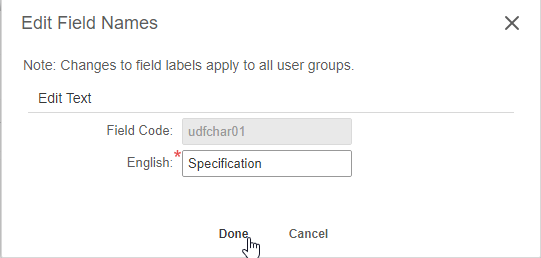 Edit Field Names
Note: Changes to field labels apply to all user groups.
Edit Text
Field Code: udfchar01
English:* Specification
Done Cancel